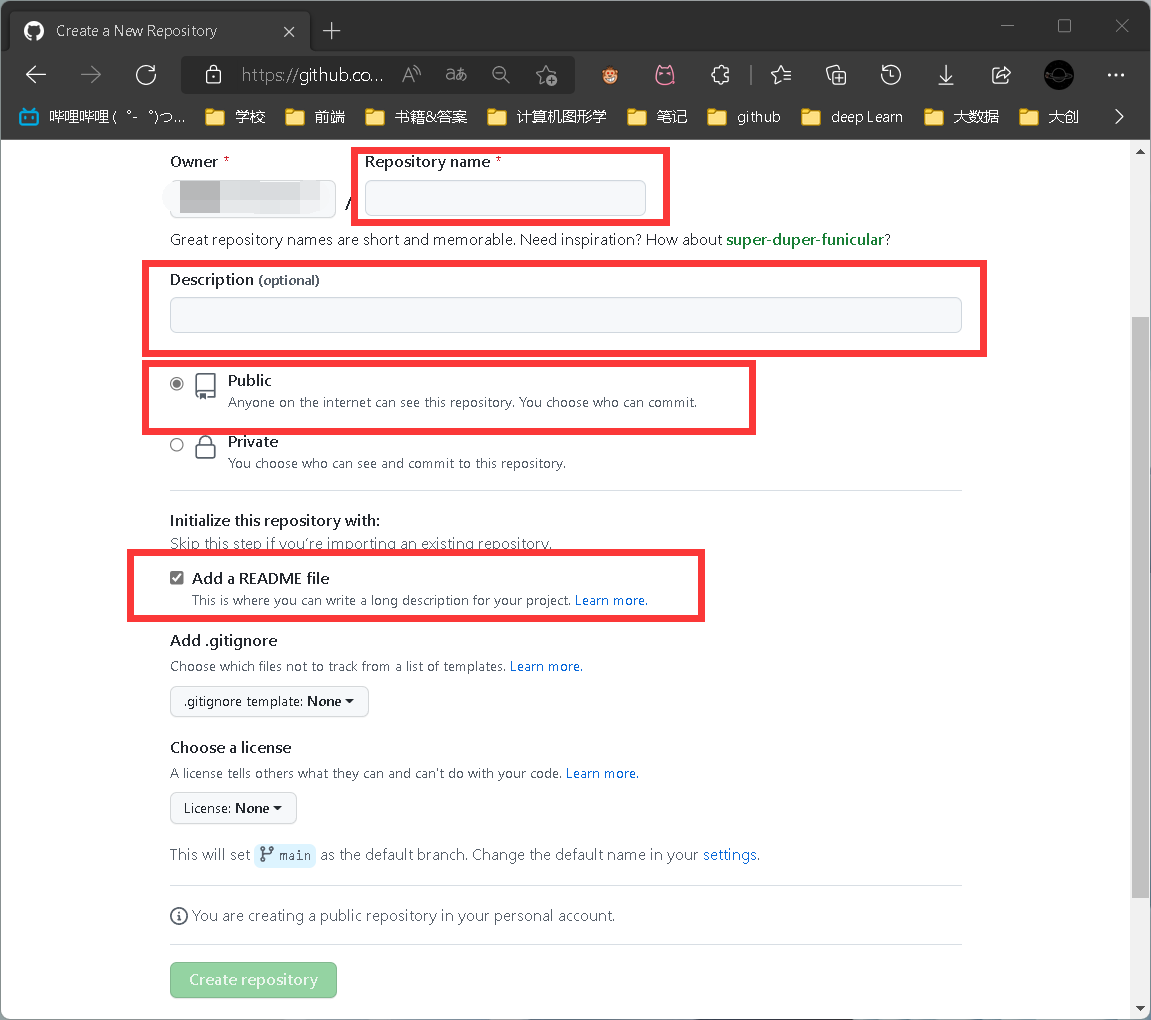 Create a New Repository
https://github.co...
哔哩哔哩 (゜-゜)つ... 学校 前端 书籍&答案 计算机图形学 笔记 github deep Learn 大数据 大创
Owner * Repository name *
/
Great repository names are short and memorable. Need inspiration? How about super-duper-funicular?
Description (optional)
Public
Anyone on the internet can see this repository. You choose who can commit.
Private
You choose who can see and commit to this repository.
Initialize this repository with:
Skip this step if you're importing an existing repository.
Add a README file
This is where you can write a long description for your project. Learn more.
Add .gitignore
Choose which files not to track from a list of templates. Learn more.
.gitignore template: None
Choose a license
A license tells others what they can and can't do with your code. Learn more.
License: None
This will set main as the default branch. Change the default name in your settings.
You are creating a public repository in your personal account.
Create repository